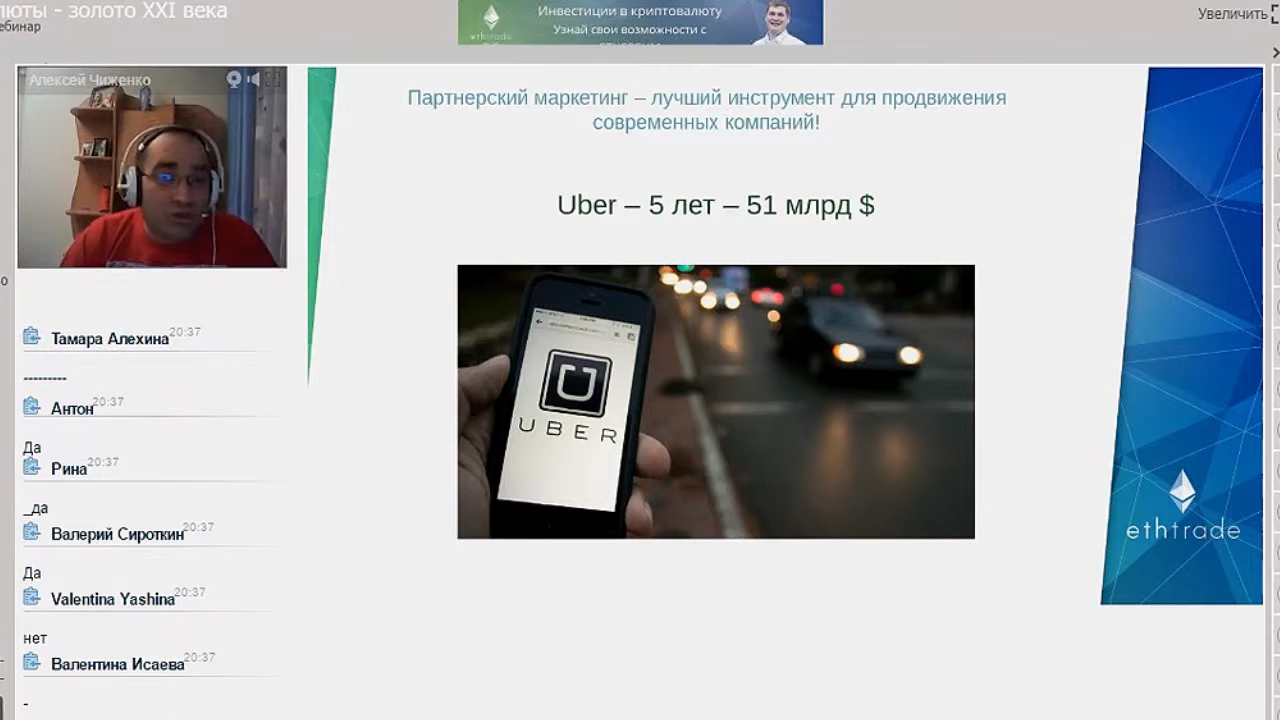 люты - золото XXI века
ебинар
ethtrade
Инвестиции в криптовалюту
Узнай свои возможности с
Увеличить
Алексей Чиженко
Партнерский маркетинг – лучший инструмент для продвижения
современных компаний!
Uber – 5 лет – 51 млрд $
UBER
ethtrade
Тамара Алехина 20:37
---------
Антон 20:37
Да
Рина 20:37
_да
Валерий Сироткин 20:37
Да
Valentina Yashina 20:37
нет
Валентина Исаева 20:37
-